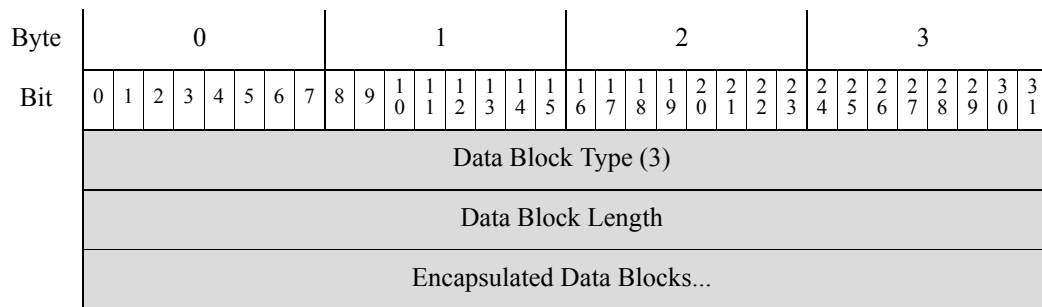 Byte 0 1 2 3
Bit 0 1 2 3 4 5 6 7 8 9 10 11 12 13 14 15 16 17 18 19 20 21 22 23 24 25 26 27 28 29 30 31
Data Block Type (3)
Data Block Length
Encapsulated Data Blocks...